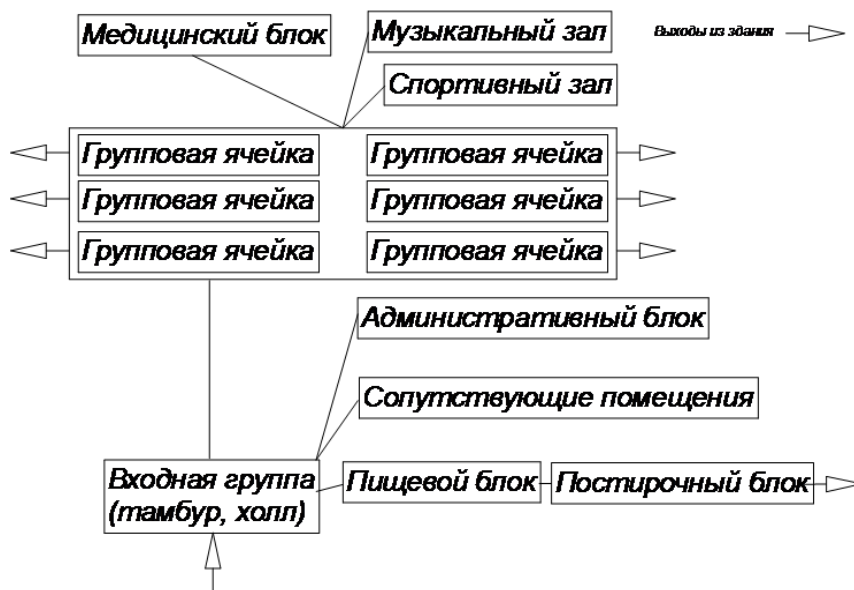 Медицинский блок
Музыкальный зал
Выходы из здания
Спортивный зал
Групповая ячейка
Групповая ячейка
Групповая ячейка
Групповая ячейка
Групповая ячейка
Групповая ячейка
Административный блок
Сопутствующие помещения
Входная группа
(тамбур, холл)
Пищевой блок
Постирочный блок